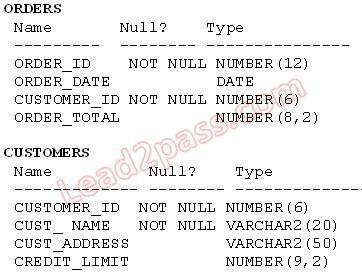 ORDERS
Name Null? Type
--------- -------- -----------
ORDER_ID NOT NULL NUMBER(12)
ORDER_DATE DATE
CUSTOMER_ID NOT NULL NUMBER(6)
ORDER_TOTAL NUMBER(8,2)
CUSTOMERS
Name Null? Type
----------- ---------- -------------
CUSTOMER_ID NOT NULL NUMBER(6)
CUST_ NAME NOT NULL VARCHAR2(20)
CUST_ADDRESS VARCHAR2(50)
CREDIT_LIMIT NUMBER(9,2)
Lead2pass.com